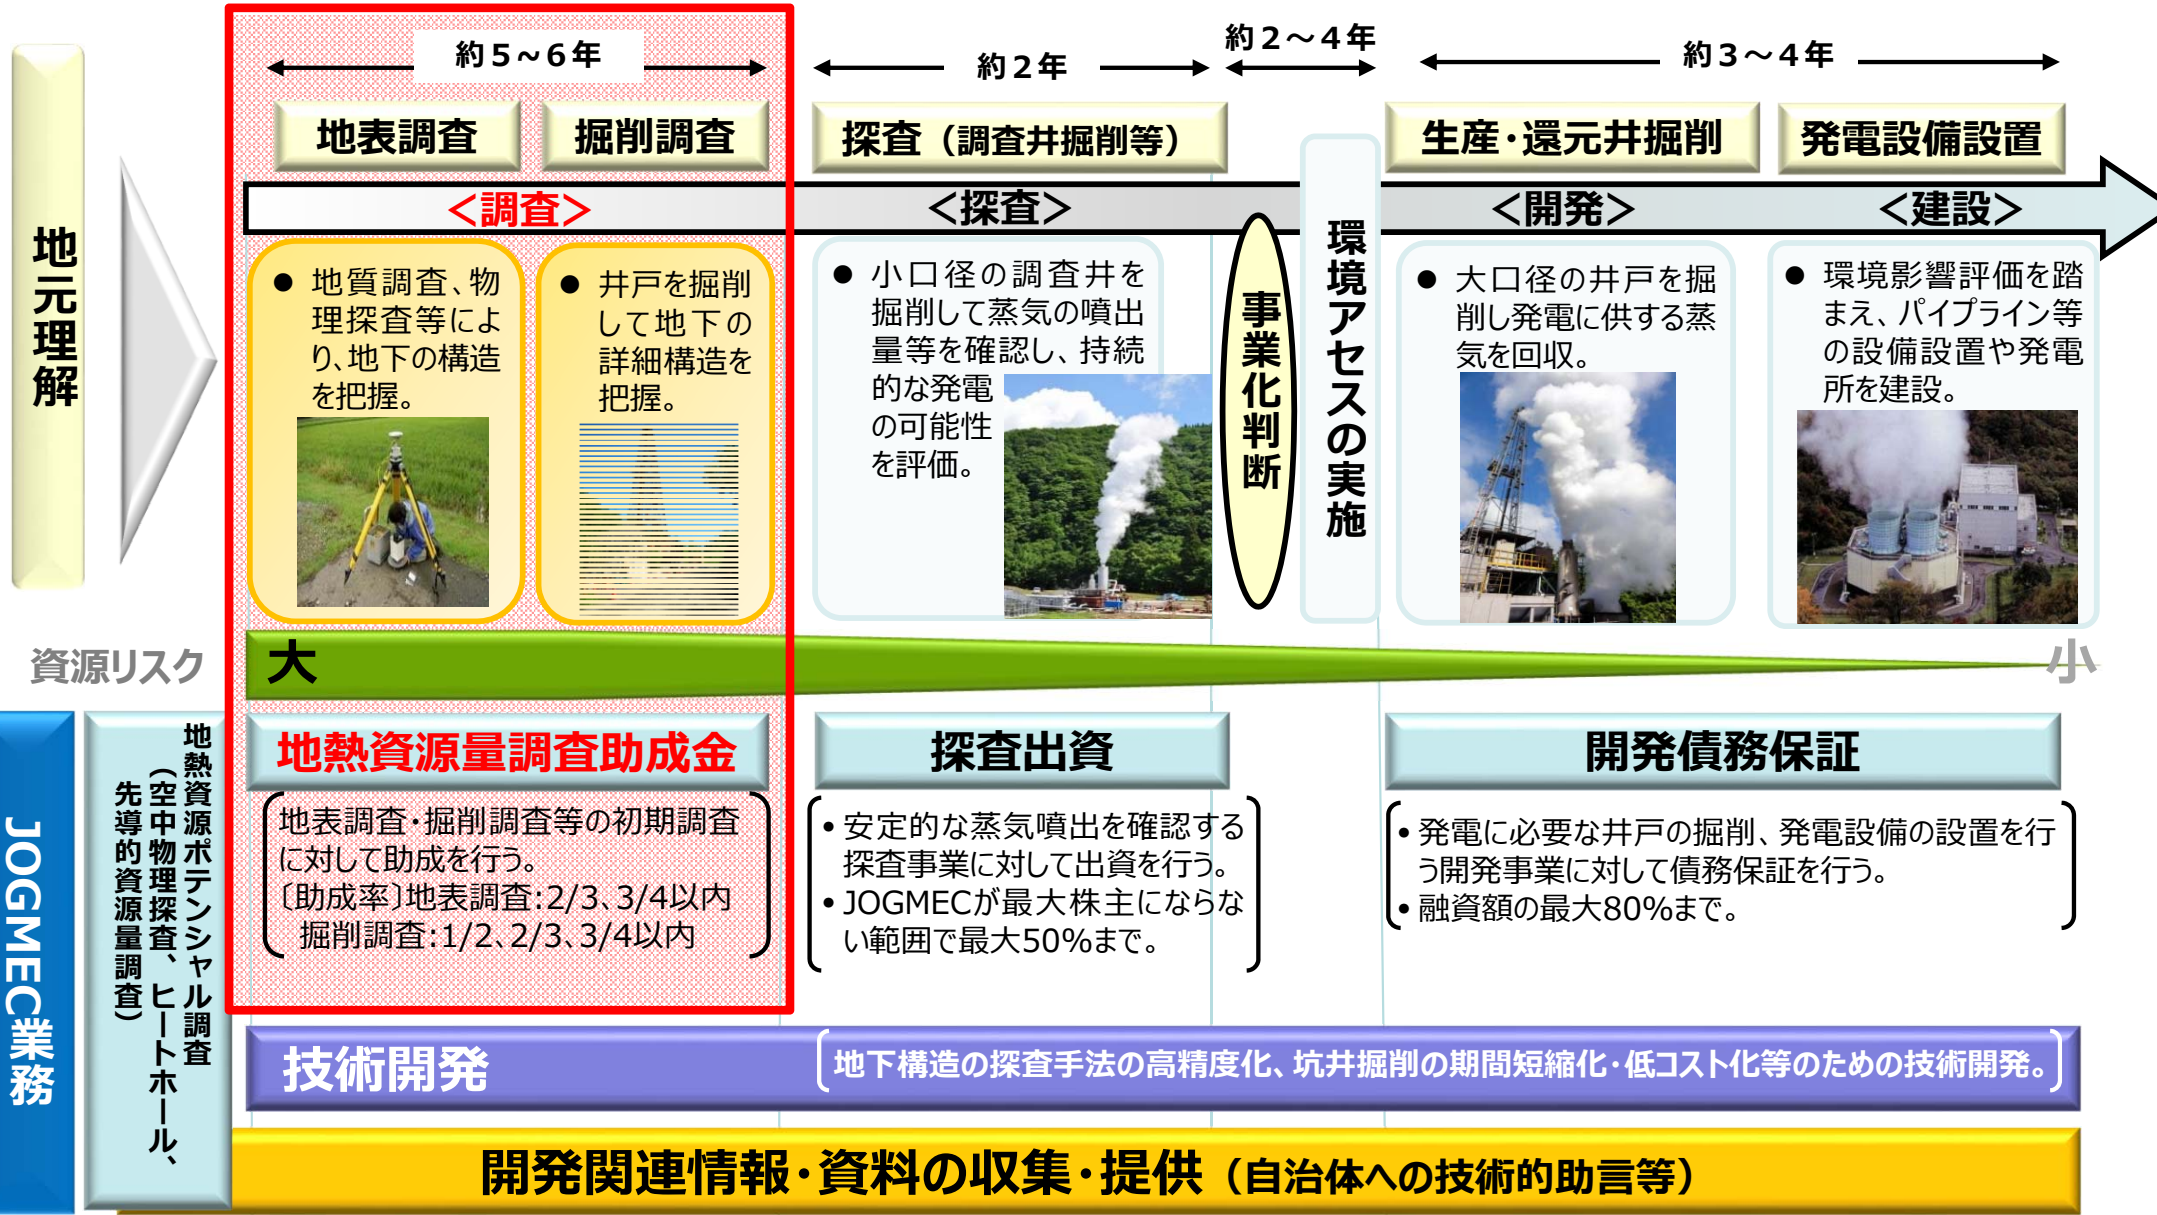 約5~6年
約2年
約2～4年
約3～4年
地表調査
掘削調査
探査（調査井掘削等）
生産・還元井掘削
発電設備設置
地元理解
＜調査＞
＜探査＞
＜開発＞
＜建設＞
● 地質調査、物
理探査等によ
り、地下の構造
を把握。
● 井戸を掘削
して地下の
詳細構造を
把握。
● 小口径の調査井を
掘削して蒸気の噴出
量等を確認し、持続
的な発電
の可能性
を評価。
事業化判断
環境アセスの実施
● 大口径の井戸を掘
削し発電に供する蒸
気を回収。
● 環境影響評価を踏
まえ、パイプライン等
の設備設置や発電
所を建設。
資源リスク
大
小
JOGMEC業務
地熱資源ポテンシャル調査
（空中物理探査、ヒートホール、
先導的資源量調査）
地熱資源量調査助成金
地表調査・掘削調査等の初期調査
に対して助成を行う。
〔助成率〕地表調査:2/3、3/4以内
掘削調査:1/2、2/3、3/4以内
探査出資
• 安定的な蒸気噴出を確認する
探査事業に対して出資を行う。
• JOGMECが最大株主にならな
い範囲で最大50%まで。
開発債務保証
• 発電に必要な井戸の掘削、発電設備の設置を行
う開発事業に対して債務保証を行う。
• 融資額の最大80%まで。
技術開発
地下構造の探査手法の高精度化、坑井掘削の期間短縮化・低コスト化等のための技術開発。
開発関連情報・資料の収集・提供（自治体への技術的助言等）